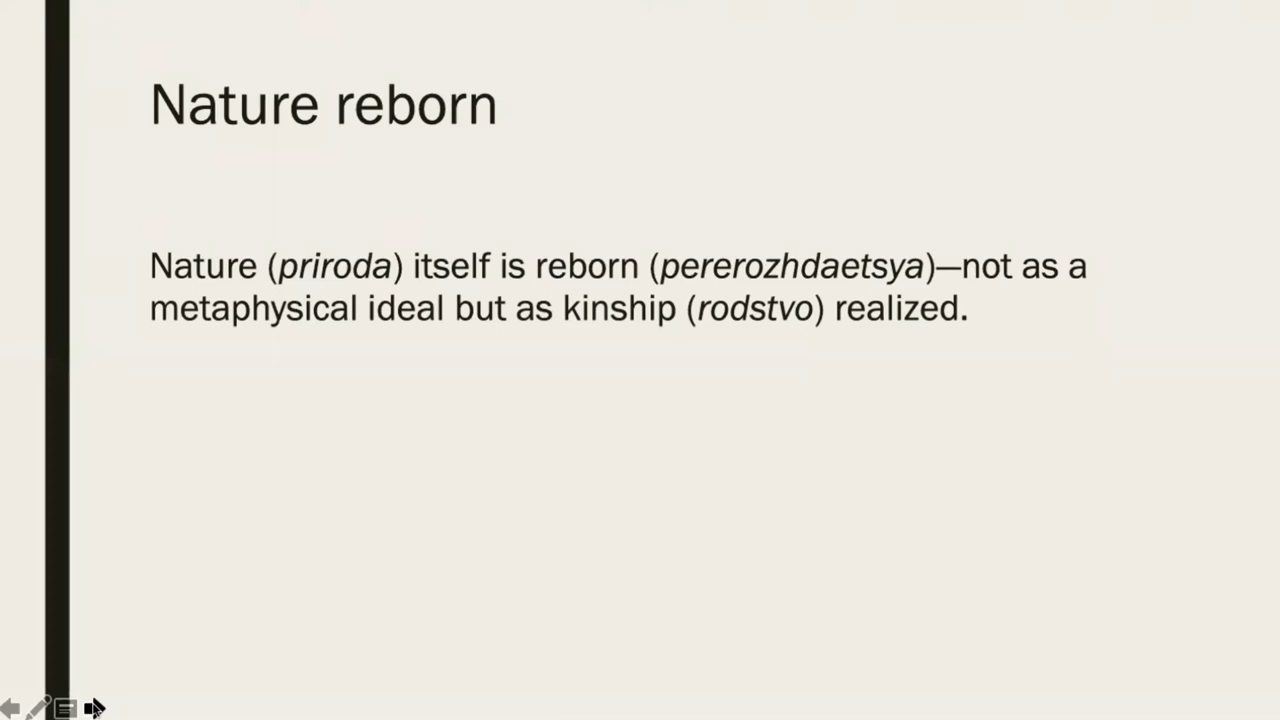 Nature reborn
Nature (priroda) itself is reborn (pererozhdaetsya)—not as a
metaphysical ideal but as kinship (rodstvo) realized.